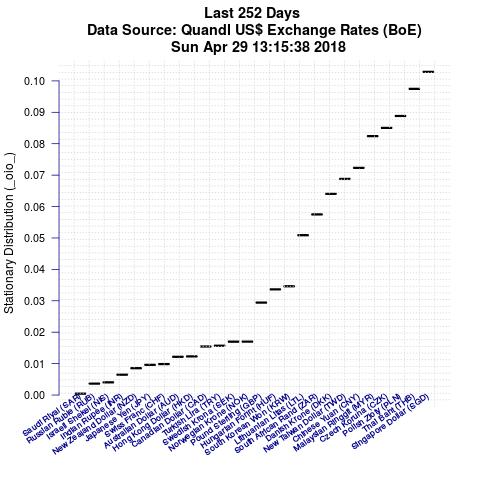 Last 252 Days
Data Source: Quandl US$ Exchange Rates (BoE)
Sun Apr 29 13:15:38 2018
Stationary Distribution (_oio_)
0.10
0.09
0.08
0.07
0.06
0.05
0.04
0.03
0.02
0.01
0.00
Saudi Riyal (SAR)
Russian Ruble (RUB)
Israeli Shekel (NIS)
Indian Rupee (INR)
New Zealand Dollar (NZD)
Japanese Yen (JPY)
Swiss Franc (CHF)
Australian Dollar (AUD)
Hong Kong Dollar (HKD)
Canadian Dollar (CAD)
Turkish Lira (TRY)
Swedish Krona (SEK)
Norwegian Krone (NOK)
Pound Sterling (GBP)
Hungarian Forint (HUF)
South Korean Won (KRW)
Lithuanian Litas (LTL)
South African Rand (ZAR)
Danish Krone (DKK)
New Taiwan Dollar (TWD)
Chinese Yuan (CNY)
Malaysian Ringgit (MYR)
Czech Koruna (CZK)
Polish Zloty (PLN)
Thai Baht (THB)
Singapore Dollar (SGD)